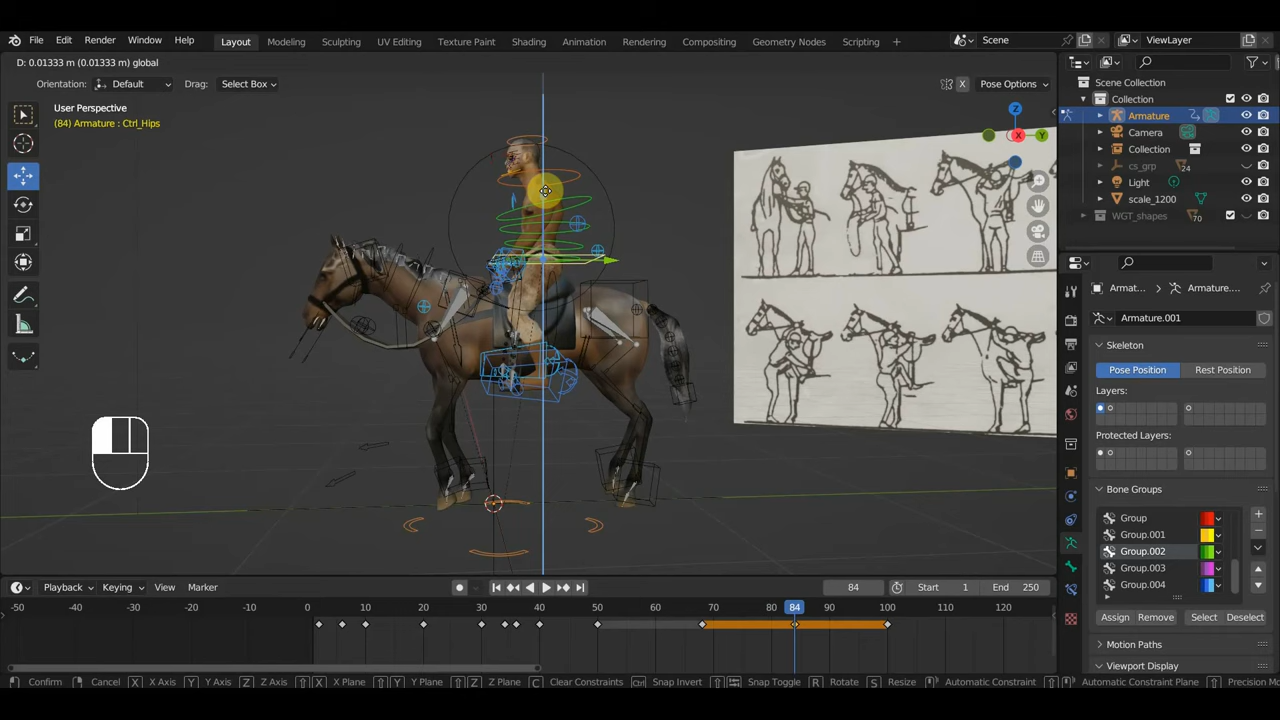 File Edit Render Window Help Layout Modeling Sculpting UV Editing Texture Paint Shading Animation Rendering Compositing Geometry Nodes Scripting + Scene ViewLayer
D: 0.01333 m (0.01333 m) global
Orientation: Default Drag: Select Box X Pose Options
User Perspective
(84) Armature : Ctrl_Hips
Z
X
Y
Scene Collection
Collection
Armature
Camera
Collection
cs_grp 24
Light
scale_1200
WGT_shapes 70
Armat... > Armature....
Armature.001
Skeleton
Pose Position Rest Position
Layers:
Protected Layers:
Bone Groups
Group
Group.001
Group.002
Group.003
Group.004
Assign Remove Select Deselect
Motion Paths
Viewport Display
Playback Keying View Marker 84 Start 1 End 250
-50 -40 -30 -20 -10 0 10 20 30 40 50 60 70 80 84 90 100 110 120
Confirm Cancel X X Axis Y Y Axis Z Z Axis X X Plane Y Y Plane Z Z Plane C Clear Constraints Ctrl Snap Invert Snap Toggle R Rotate S Resize Automatic Constraint Automatic Constraint Plane Precision Mo